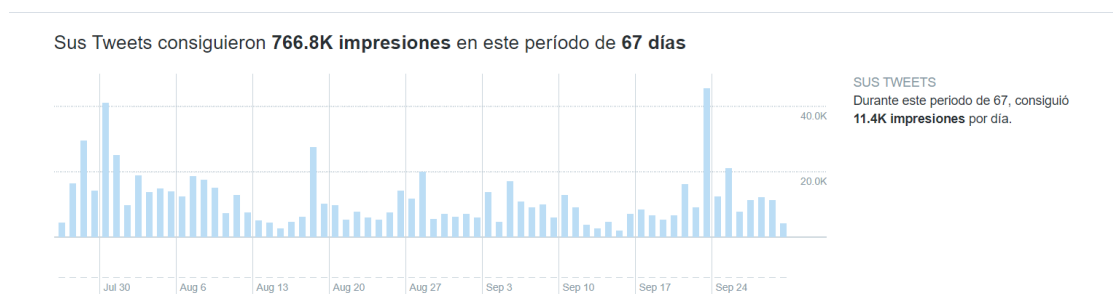 Sus Tweets consiguieron 766.8K impresiones en este período de 67 días
SUS TWEETS
Durante este periodo de 67, consiguió
11.4K impresiones por día.
40.0K
20.0K
Jul 30
Aug 6
Aug 13
Aug 20
Aug 27
Sep 3
Sep 10
Sep 17
Sep 24